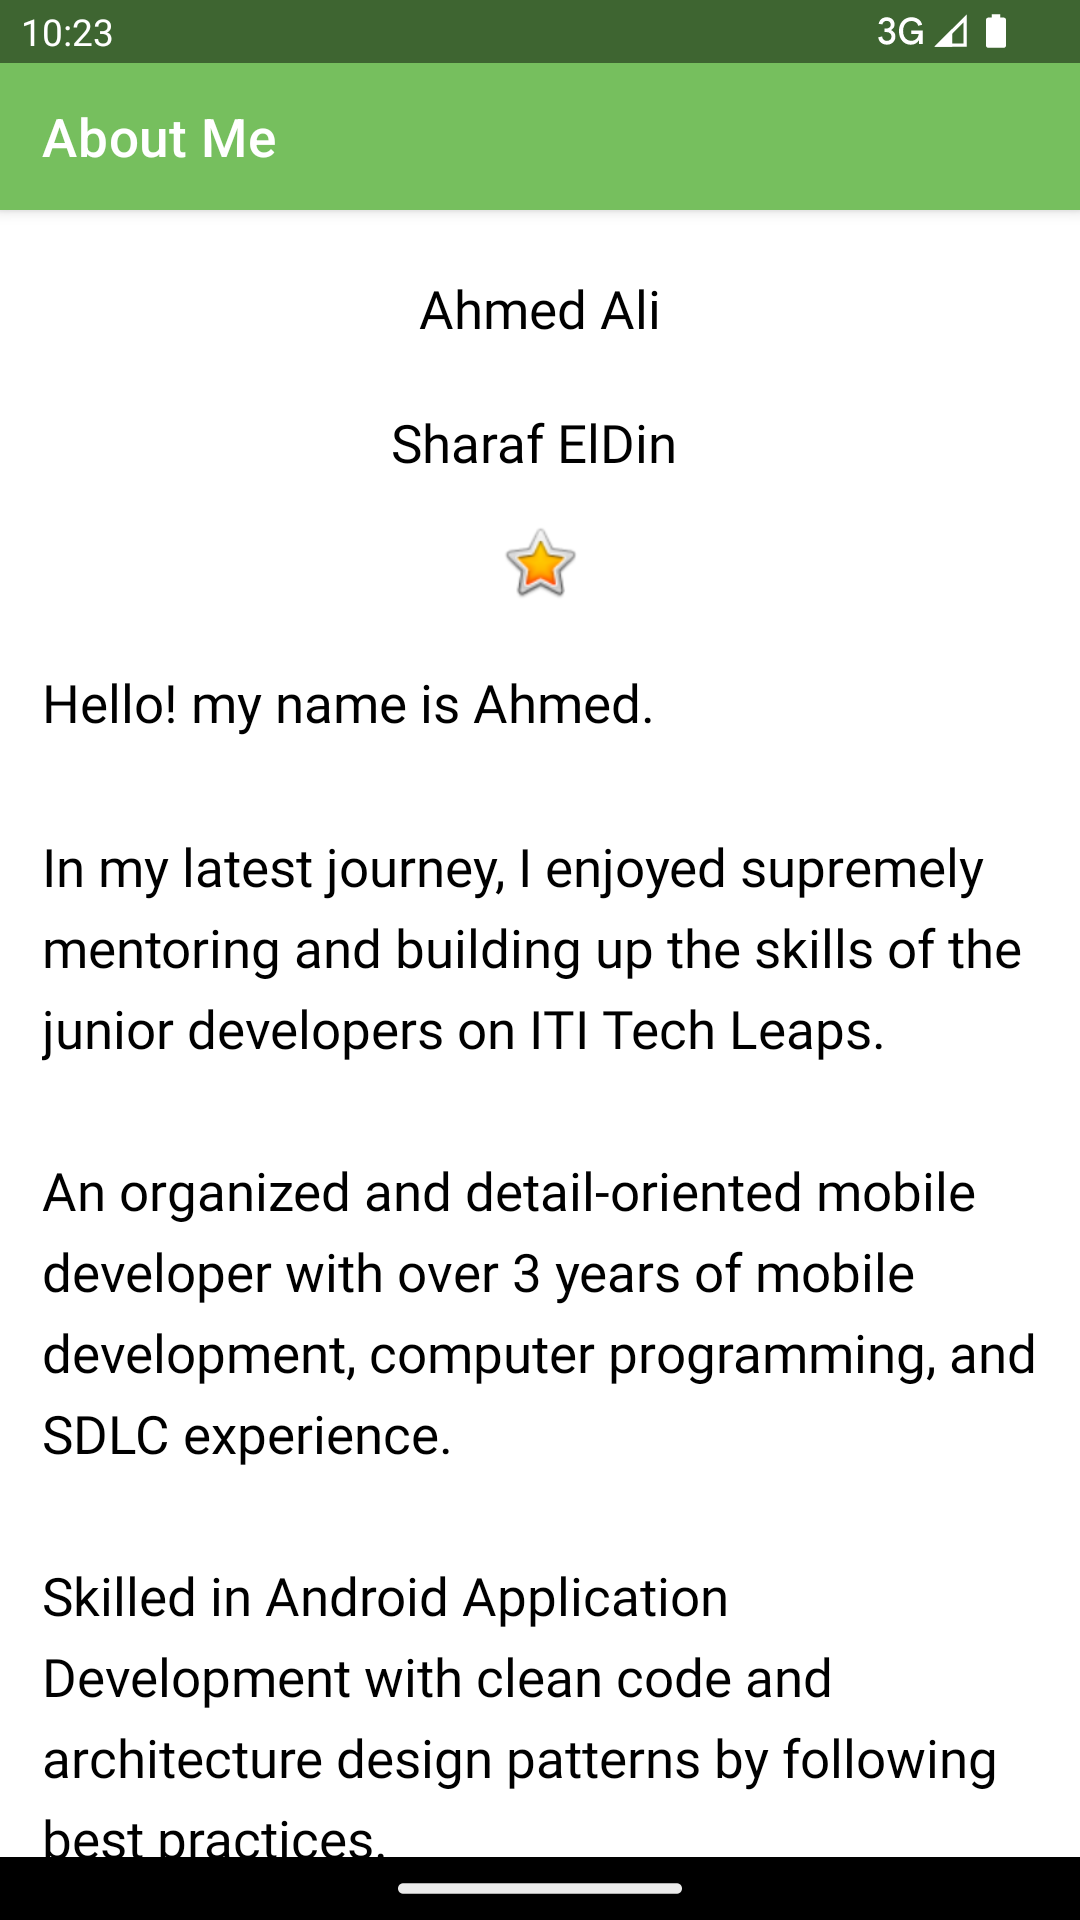 10:23
3G
About Me
Ahmed Ali
Sharaf ElDin
Hello! my name is Ahmed.
In my latest journey, I enjoyed supremely
mentoring and building up the skills of the
junior developers on ITI Tech Leaps.
An organized and detail-oriented mobile
developer with over 3 years of mobile
development, computer programming, and
SDLC experience.
Skilled in Android Application
Development with clean code and
architecture design patterns by following
best practices.